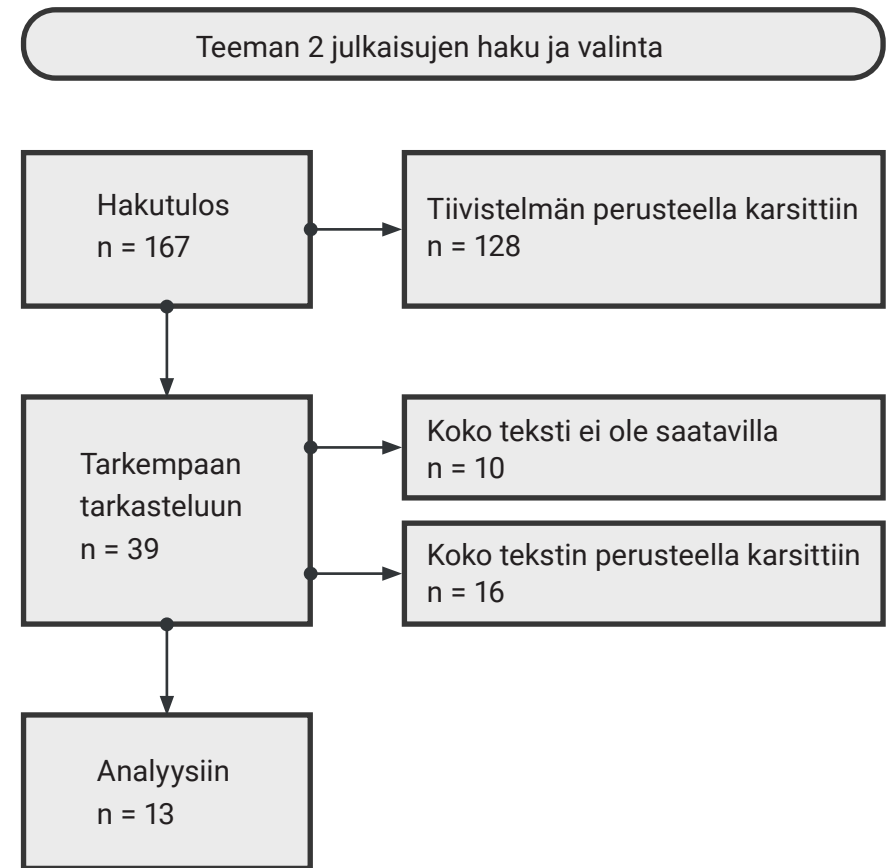 Teeman 2 julkaisujen haku ja valinta
Hakutulos
n = 167
Tiivistelmän perusteella karsittiin
n = 128
Tarkempaan
tarkasteluun
n = 39
Koko teksti ei ole saatavilla
n = 10
Koko tekstin perusteella karsittiin
n = 16
Analyysiin
n = 13